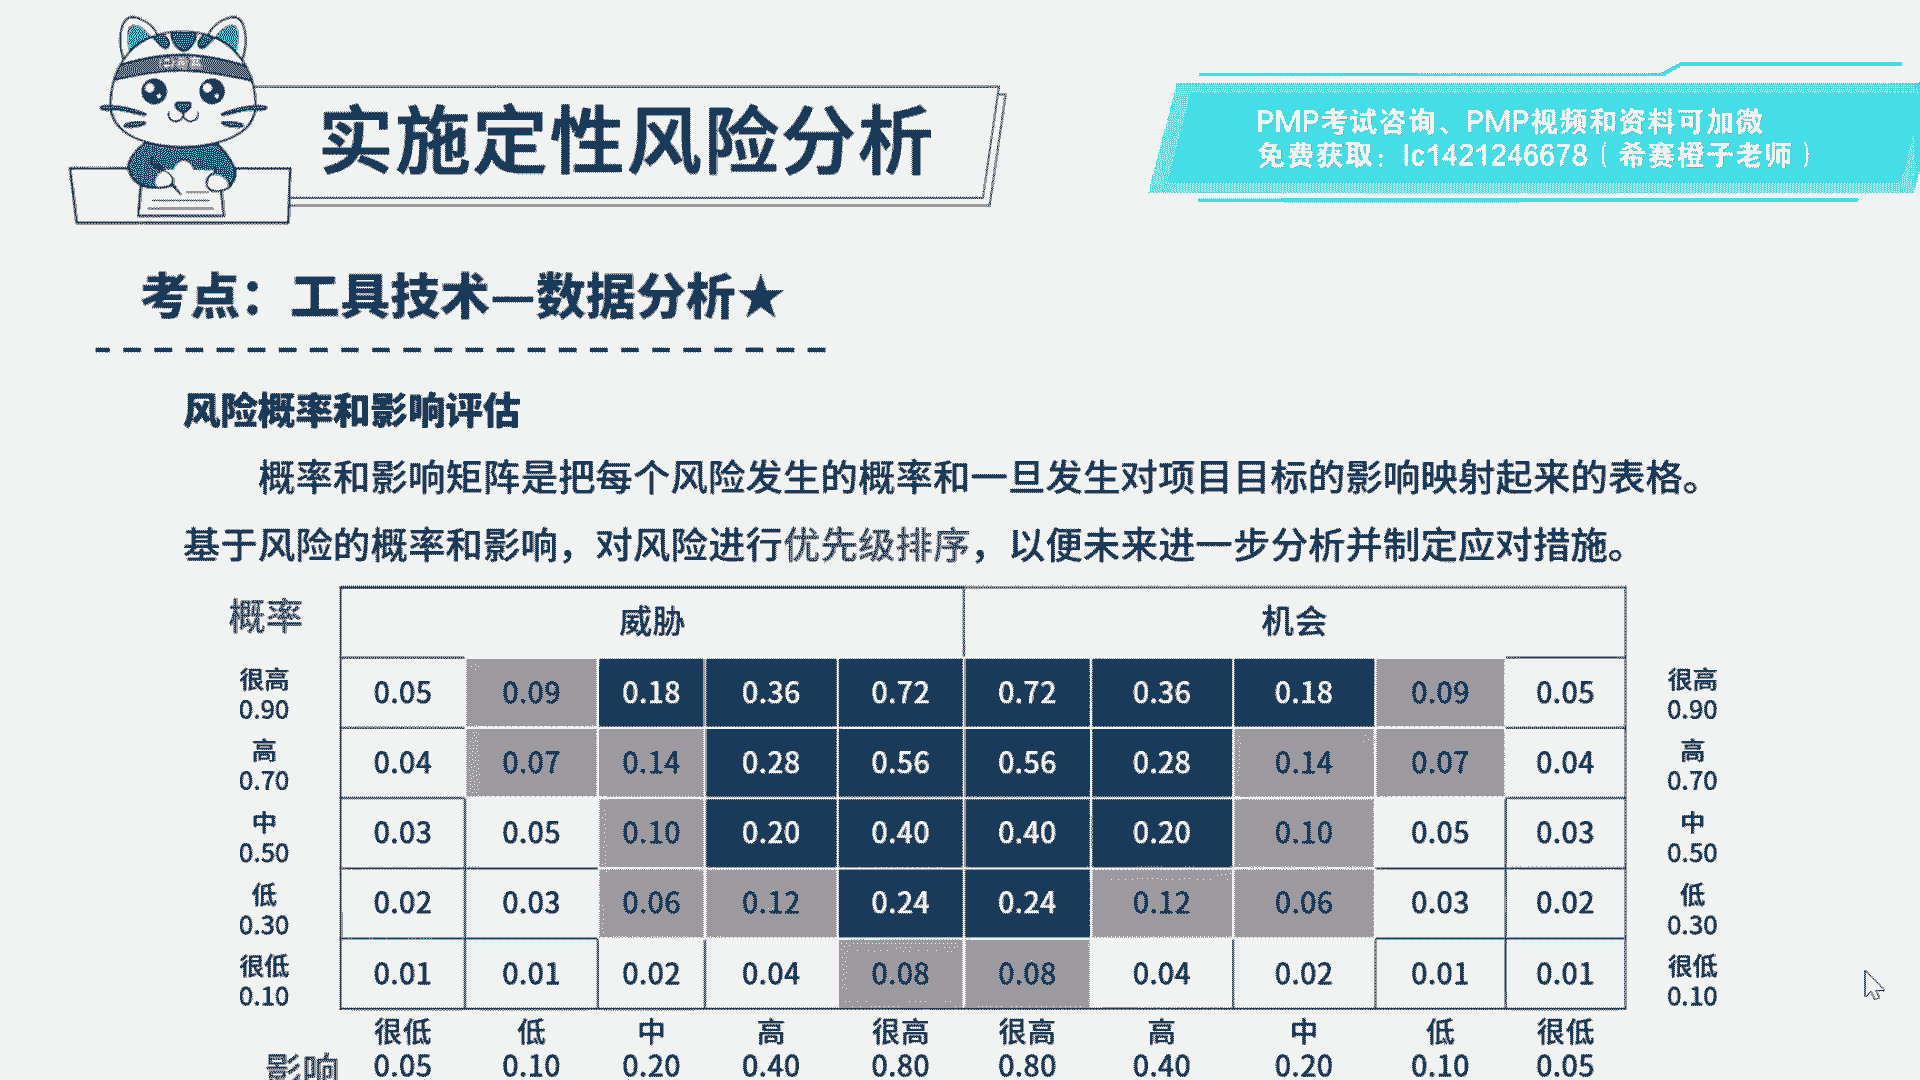 实施定性风险分析
PMP考试咨询、PMP视频和资料可加微
免费获取：lc1421246678（希赛橙子老师）
考点：工具技术—数据分析★
风险概率和影响评估
概率和影响矩阵是把每个风险发生的概率和一旦发生对项目目标的影响映射起来的表格。
基于风险的概率和影响，对风险进行优先级排序，以便未来进一步分析并制定应对措施。
概率 威胁 机会
很高 0.90 0.05 0.09 0.18 0.36 0.72 0.72 0.36 0.18 0.09 0.05 很高 0.90
高 0.70 0.04 0.07 0.14 0.28 0.56 0.56 0.28 0.14 0.07 0.04 高 0.70
中 0.50 0.03 0.05 0.10 0.20 0.40 0.40 0.20 0.10 0.05 0.03 中 0.50
低 0.30 0.02 0.03 0.06 0.12 0.24 0.24 0.12 0.06 0.03 0.02 低 0.30
很低 0.10 0.01 0.01 0.02 0.04 0.08 0.08 0.04 0.02 0.01 0.01 很低 0.10
很低 低 中 高 很高 很高 高 中 低 很低
影响 0.05 0.10 0.20 0.40 0.80 0.80 0.40 0.20 0.10 0.05